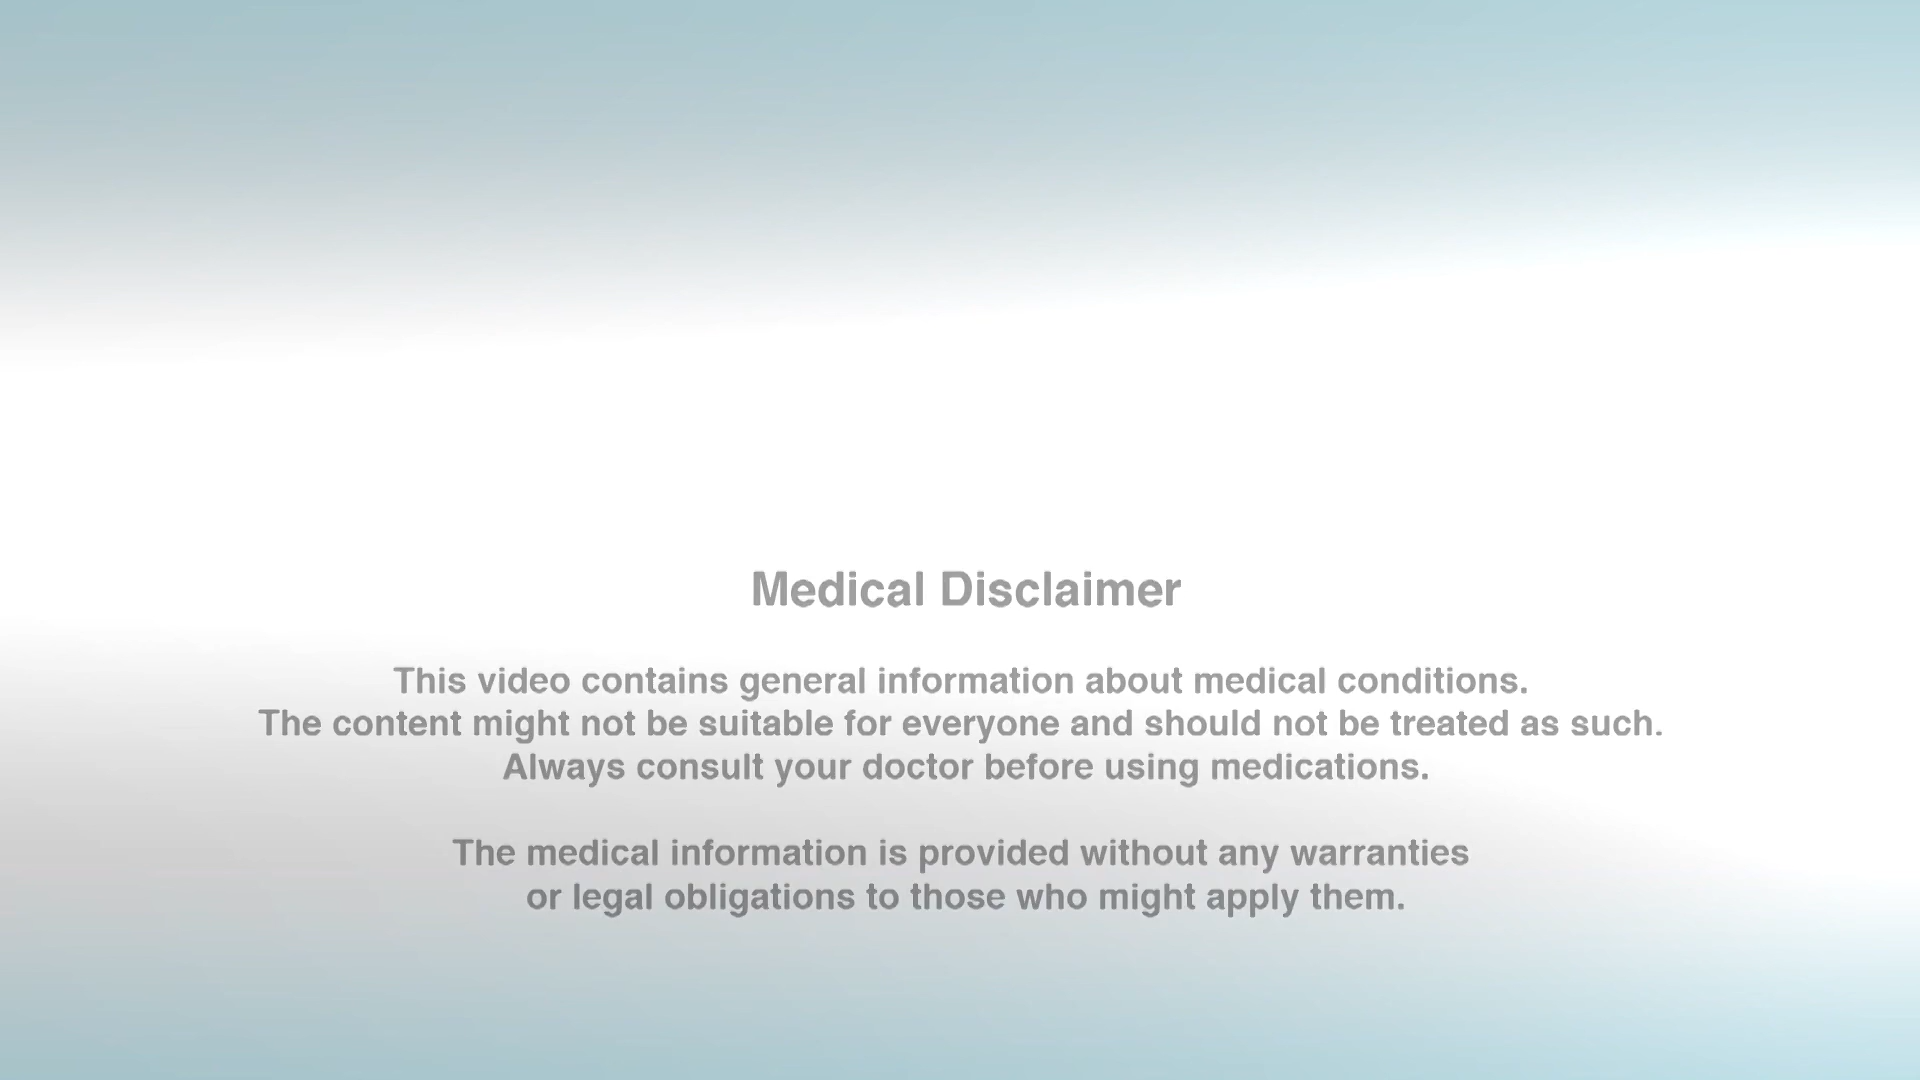 Medical Disclaimer
This video contains general information about medical conditions.
The content might not be suitable for everyone and should not be treated as such.
Always consult your doctor before using medications.
The medical information is provided without any warranties
or legal obligations to those who might apply them.